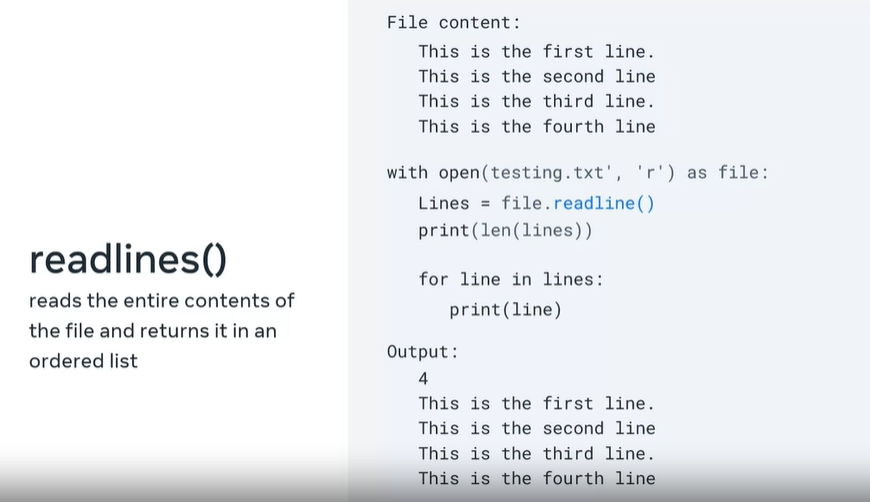 readlines()
reads the entire contents of
the file and returns it in an
ordered list
File content:
This is the first line.
This is the second line
This is the third line.
This is the fourth line
with open(testing.txt', 'r') as file:
Lines = file.readline()
print(len(lines))
for line in lines:
print(line)
Output:
4
This is the first line.
This is the second line
This is the third line.
This is the fourth line